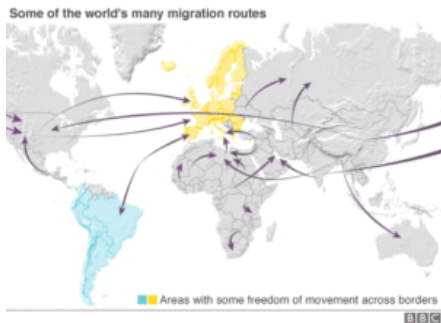 Some of the world's many migration routes
Areas with some freedom of movement across borders
BBC